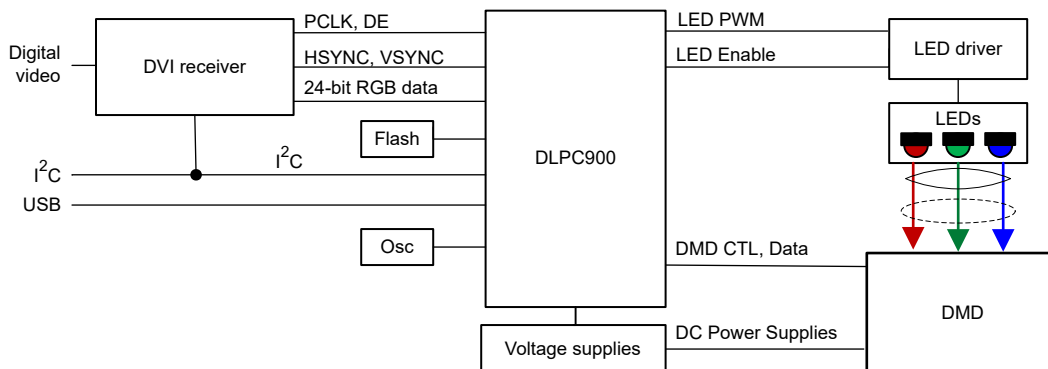 PCLK, DE
LED PWM
Digital
video
DVI receiver
HSYNC, VSYNC
LED Enable
LED driver
24-bit RGB data
LEDs
Flash
DLPC900
I²C
I²C
USB
Osc
DMD CTL, Data
DMD
Voltage supplies
DC Power Supplies